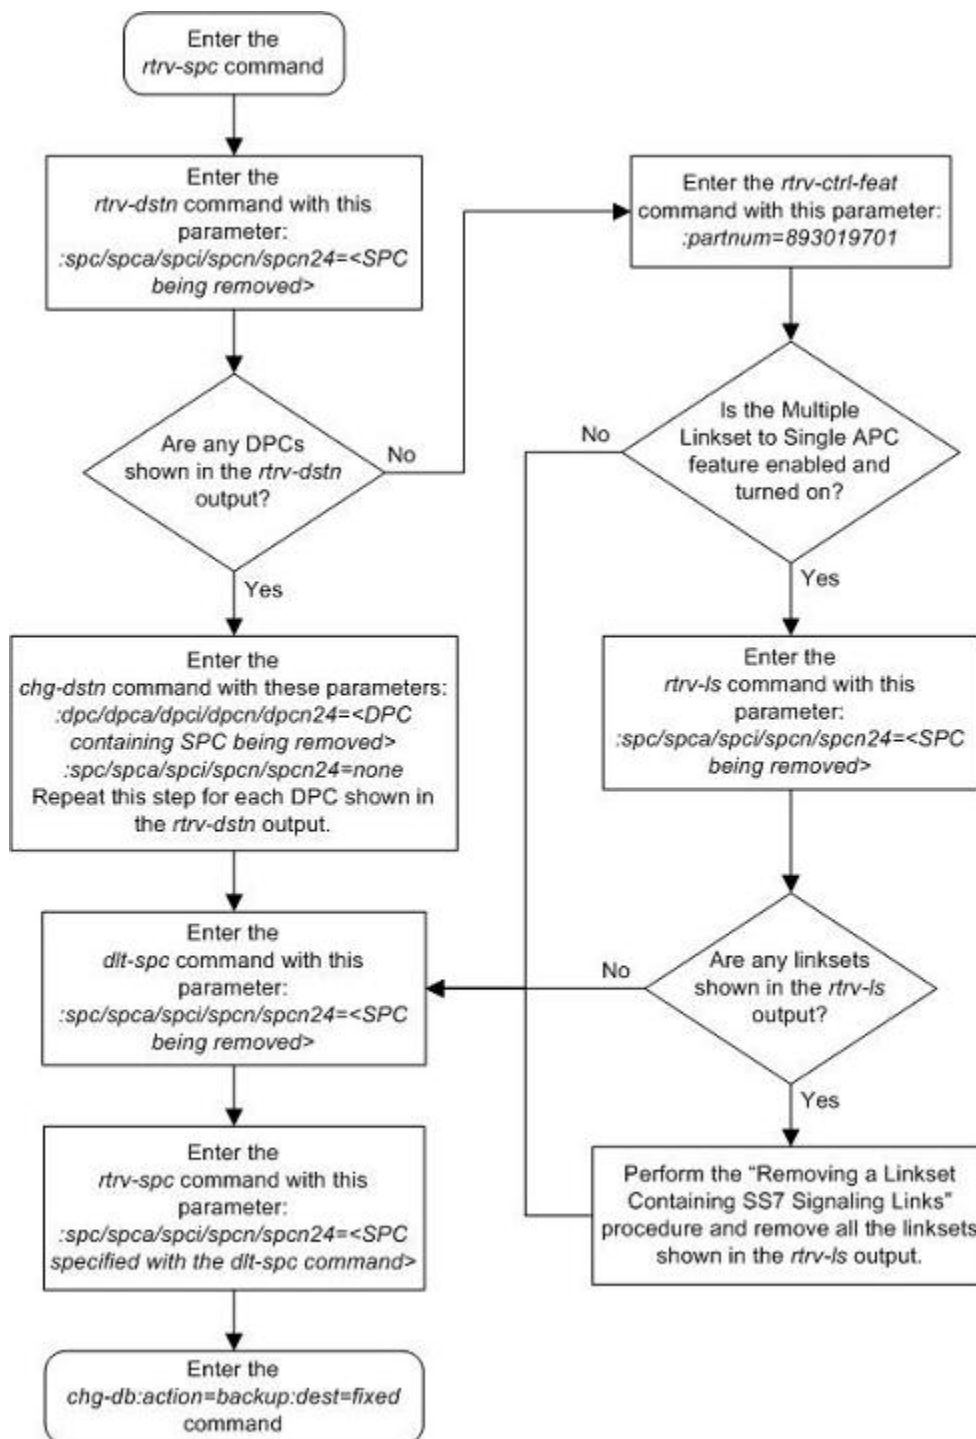 Enter the
rtrv-spc command
Enter the
rtrv-dstn command with this
parameter:
:spc/spca/spci/spcn/spcn24=<SPC
being removed>
Are any DPCs
shown in the rtrv-dstn
output?
No
Yes
Enter the
chg-dstn command with these parameters:
:dpc/dpca/dpci/dpcn/dpcn24=<DPC
containing SPC being removed>
:spc/spca/spci/spcn/spcn24=none
Repeat this step for each DPC shown in
the rtrv-dstn output.
Enter the
dlt-spc command with this
parameter:
:spc/spca/spci/spcn/spcn24=<SPC
being removed>
Enter the
rtrv-spc command with this
parameter:
:spc/spca/spci/spcn/spcn24=<SPC
specified with the dlt-spc command>
Enter the
chg-db:action=backup:dest=fixed
command
Enter the rtrv-ctrl-feat
command with this parameter:
:partnum=893019701
Is the Multiple
Linkset to Single APC
feature enabled and
turned on?
No
Yes
Enter the
rtrv-ls command with this
parameter:
:spc/spca/spci/spcn/spcn24=<SPC
being removed>
Are any linksets
shown in the rtrv-ls
output?
No
Yes
Perform the “Removing a Linkset
Containing SS7 Signaling Links”
procedure and remove all the linksets
shown in the rtrv-ls output.